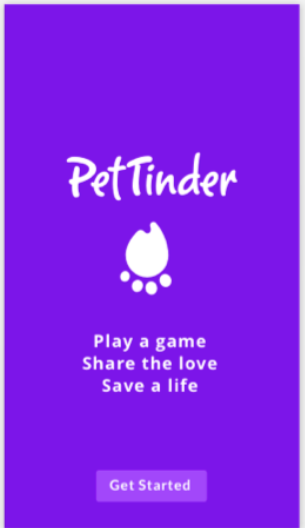 PetTinder
Play a game
Share the love
Save a life
Get Started